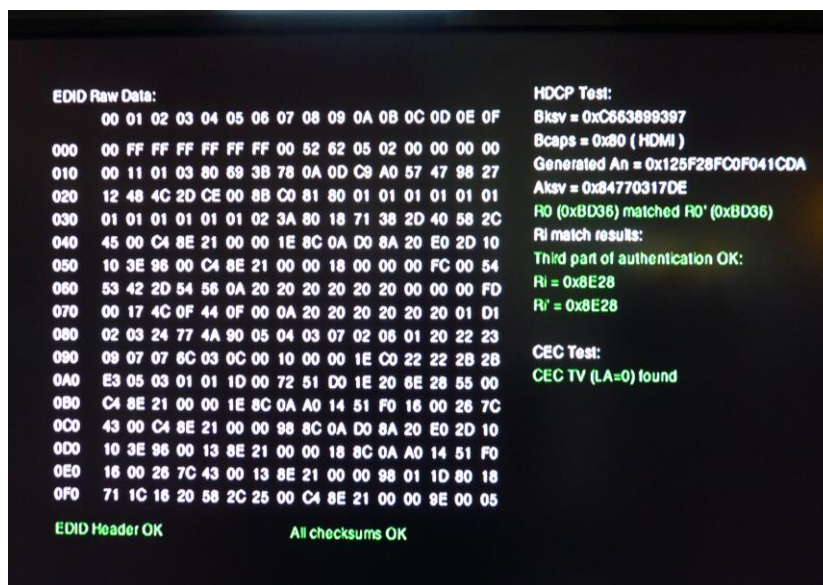 EDID Raw Data:
00 01 02 03 04 05 06 07 08 09 0A 0B 0C 0D 0E 0F
000 00 FF FF FF FF FF FF 00 52 62 05 02 00 00 00 00
010 00 11 01 03 80 69 3B 78 0A 0D C9 A0 57 47 98 27
020 12 48 4C 2D CE 00 8B C0 81 80 01 01 01 01 01 01
030 01 01 01 01 01 01 02 3A 80 18 71 38 2D 40 58 2C
040 45 00 C4 8E 21 00 00 1E 8C 0A D0 8A 20 E0 2D 10
050 10 3E 96 00 C4 8E 21 00 00 18 00 00 00 FC 00 54
060 53 42 2D 54 56 0A 20 20 20 20 20 20 00 00 00 FD
070 00 17 4C 0F 44 0F 00 0A 20 20 20 20 20 20 01 D1
080 02 03 24 77 4A 90 05 04 03 07 02 06 01 20 22 23
090 09 07 07 6C 03 0C 00 10 00 00 1E C0 22 22 2B 2B
0A0 E3 05 03 01 01 1D 00 72 51 D0 1E 20 6E 28 55 00
0B0 C4 8E 21 00 00 1E 8C 0A A0 14 51 F0 16 00 26 7C
0C0 43 00 C4 8E 21 00 00 98 8C 0A D0 8A 20 E0 2D 10
0D0 10 3E 96 00 13 8E 21 00 00 18 8C 0A A0 14 51 F0
0E0 16 00 26 7C 43 00 13 8E 21 00 00 98 01 1D 80 18
0F0 71 1C 16 20 58 2C 25 00 C4 8E 21 00 00 9E 00 05
EDID Header OK
All checksums OK
HDCP Test:
Bksv = 0xC663899397
Bcaps = 0x80 ( HDMI )
Generated An = 0x125F28FC0F041CDA
Aksv = 0x84770317DE
R0 (0xBD36) matched R0' (0xBD36)
Ri match results:
Third part of authentication OK:
Ri = 0x8E28
Ri' = 0x8E28
CEC Test:
CEC TV (LA=0) found